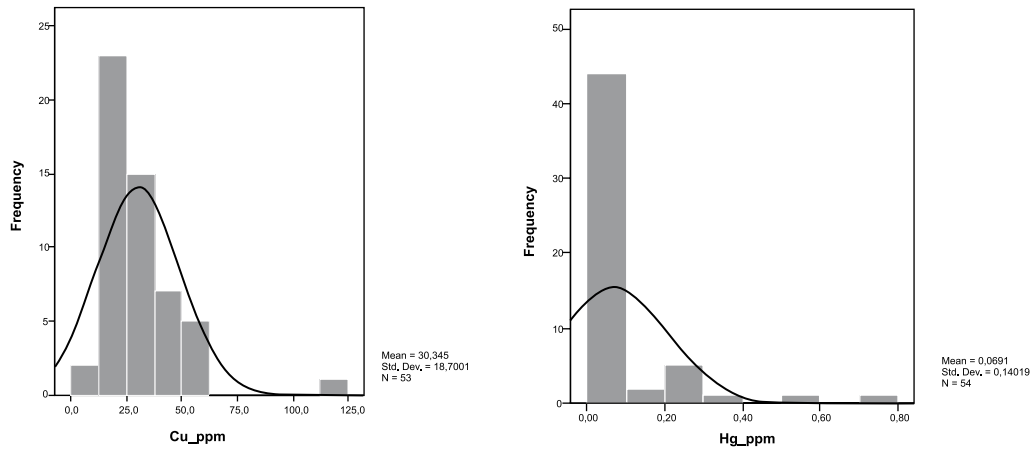 25
20
15
10
5
0
Frequency
0,0
25,0
50,0
75,0
100,0
125,0
Cu_ppm
Mean = 30,345
Std. Dev. = 18,7001
N = 53
50
40
30
20
10
0
Frequency
0,00
0,20
0,40
0,60
0,80
Hg_ppm
Mean = 0,0691
Std. Dev. = 0,14019
N = 54